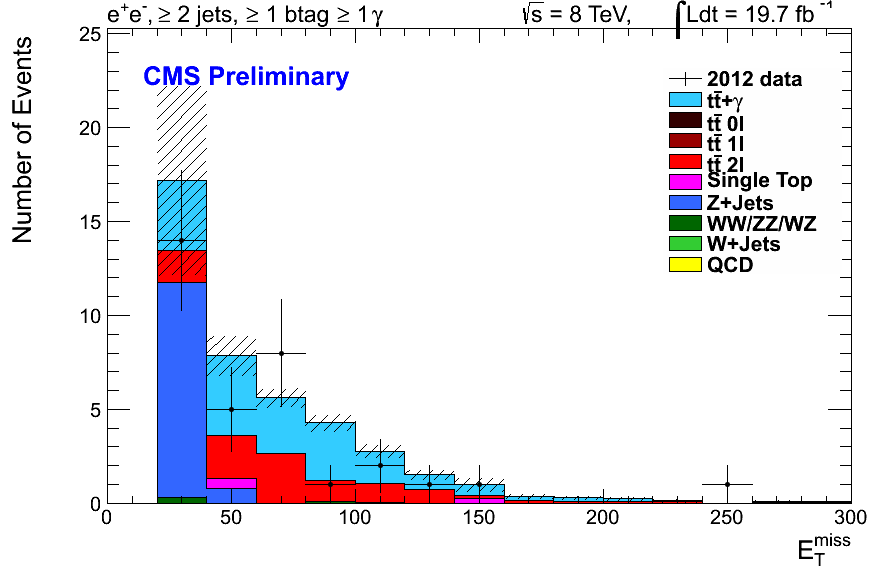 e⁺e⁻, ≥ 2 jets, ≥ 1 btag ≥ 1 γ
√s = 8 TeV, ∫Ldt = 19.7 fb⁻¹
CMS Preliminary
2012 data
tt̄+γ
tt̄ 0l
tt̄ 1l
tt̄ 2l
Single Top
Z+Jets
WW/ZZ/WZ
W+Jets
QCD
Number of Events
25
20
15
10
5
0
0 50 100 150 200 250 300
E_T^miss